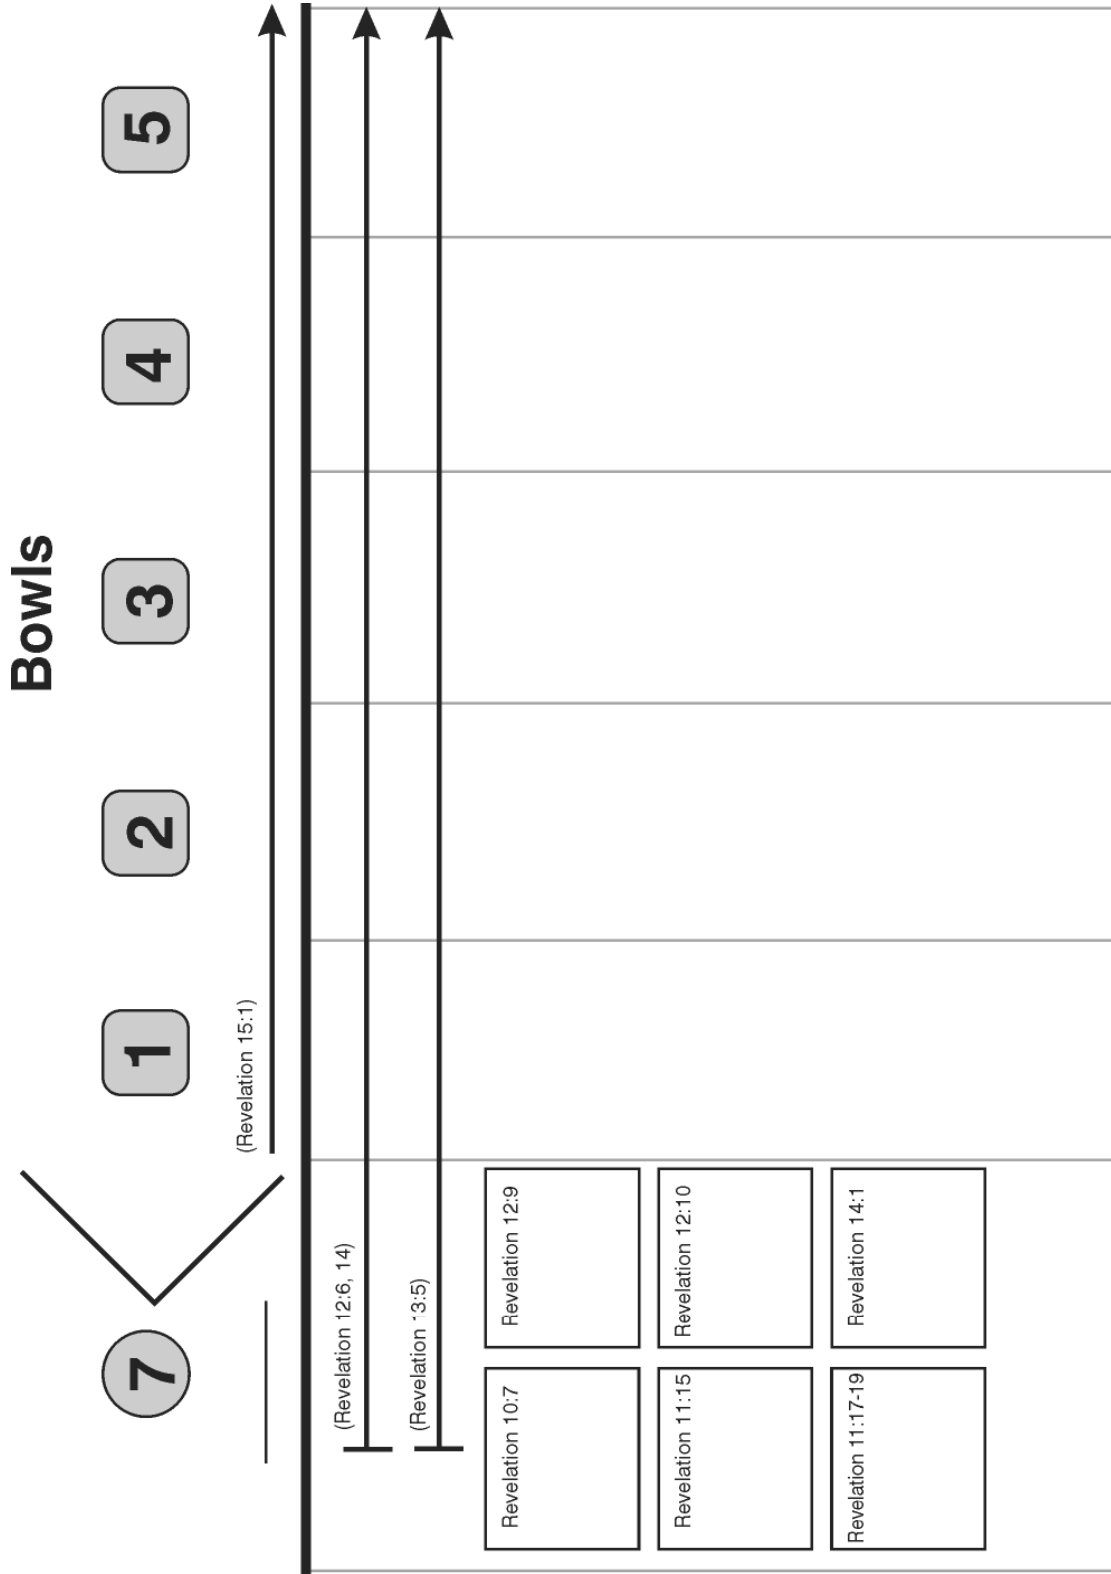 Bowls
7
1
2
3
4
5
(Revelation 15:1)
(Revelation 12:6, 14)
(Revelation 13:5)
Revelation 10:7
Revelation 12:9
Revelation 11:15
Revelation 12:10
Revelation 11:17-19
Revelation 14:1